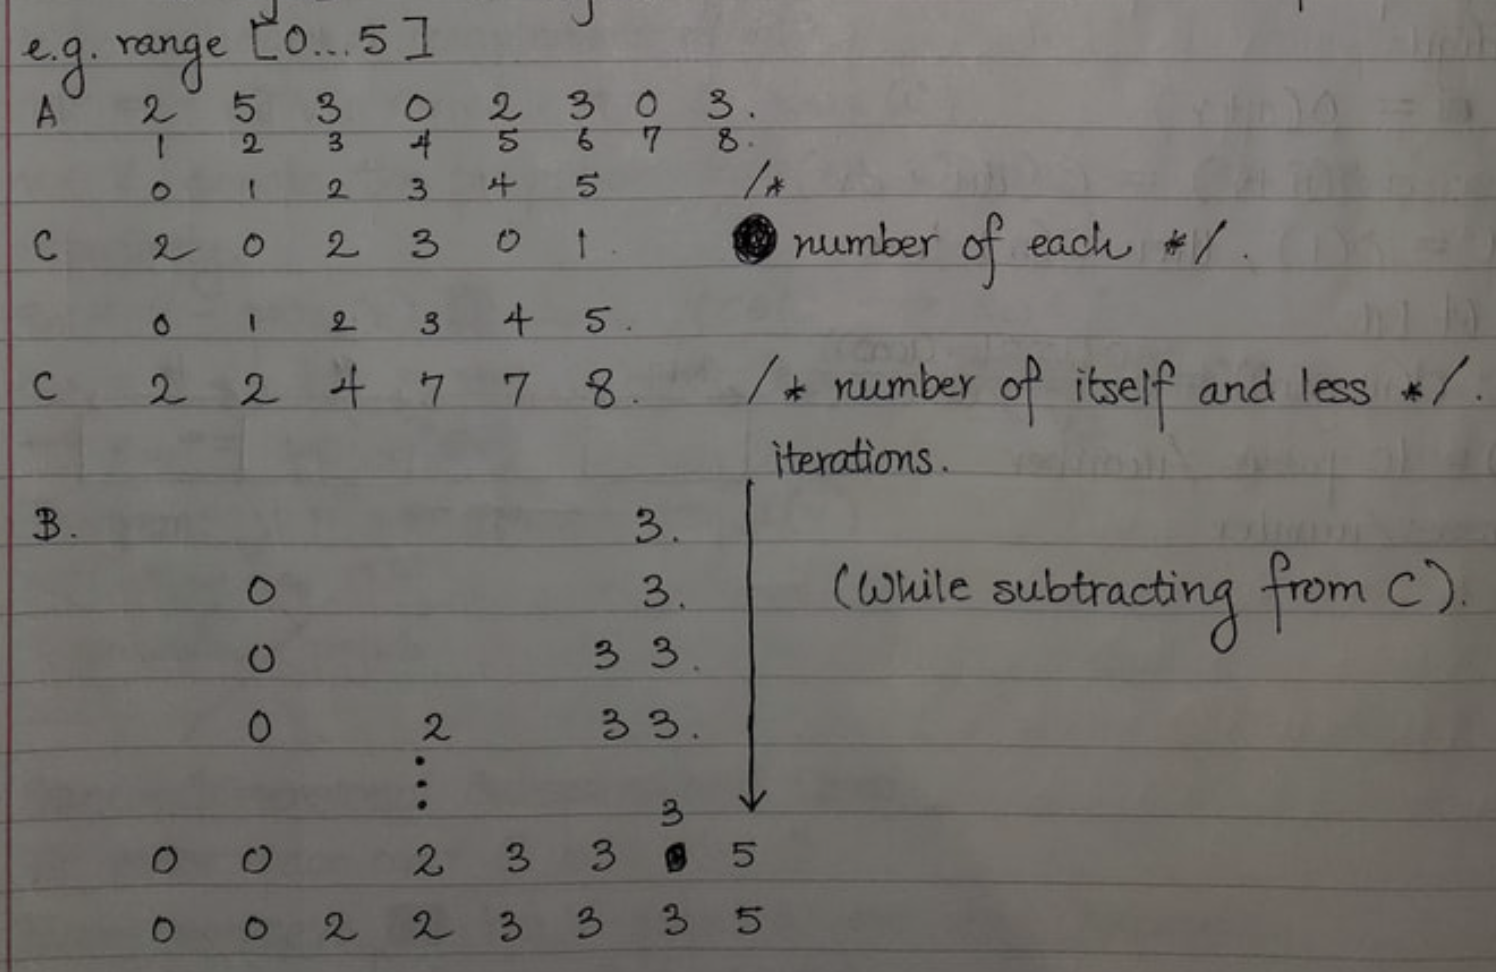 e.g. range [0...5]
A 2 5 3 0 2 3 0 3.
1 2 3 4 5 6 7 8.
0 1 2 3 4 5 /*
C 2 0 2 3 0 1. number of each */.
0 1 2 3 4 5.
C 2 2 4 7 7 8. /* number of itself and less */.
iterations.
B. 3.
0 3. (While subtracting from C).
0 3 3.
0 2 3 3.
⋮
3
0 0 2 3 3 5
0 0 2 2 3 3 3 5